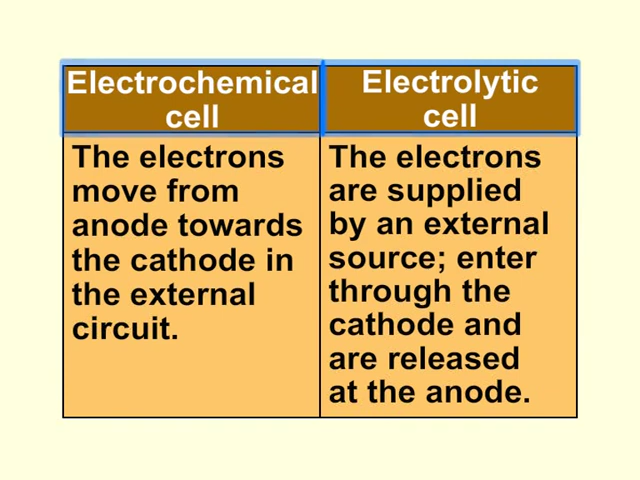 Electrochemical
cell
Electrolytic
cell
The electrons
move from
anode towards
the cathode in
the external
circuit.
The electrons
are supplied
by an external
source; enter
through the
cathode and
are released
at the anode.